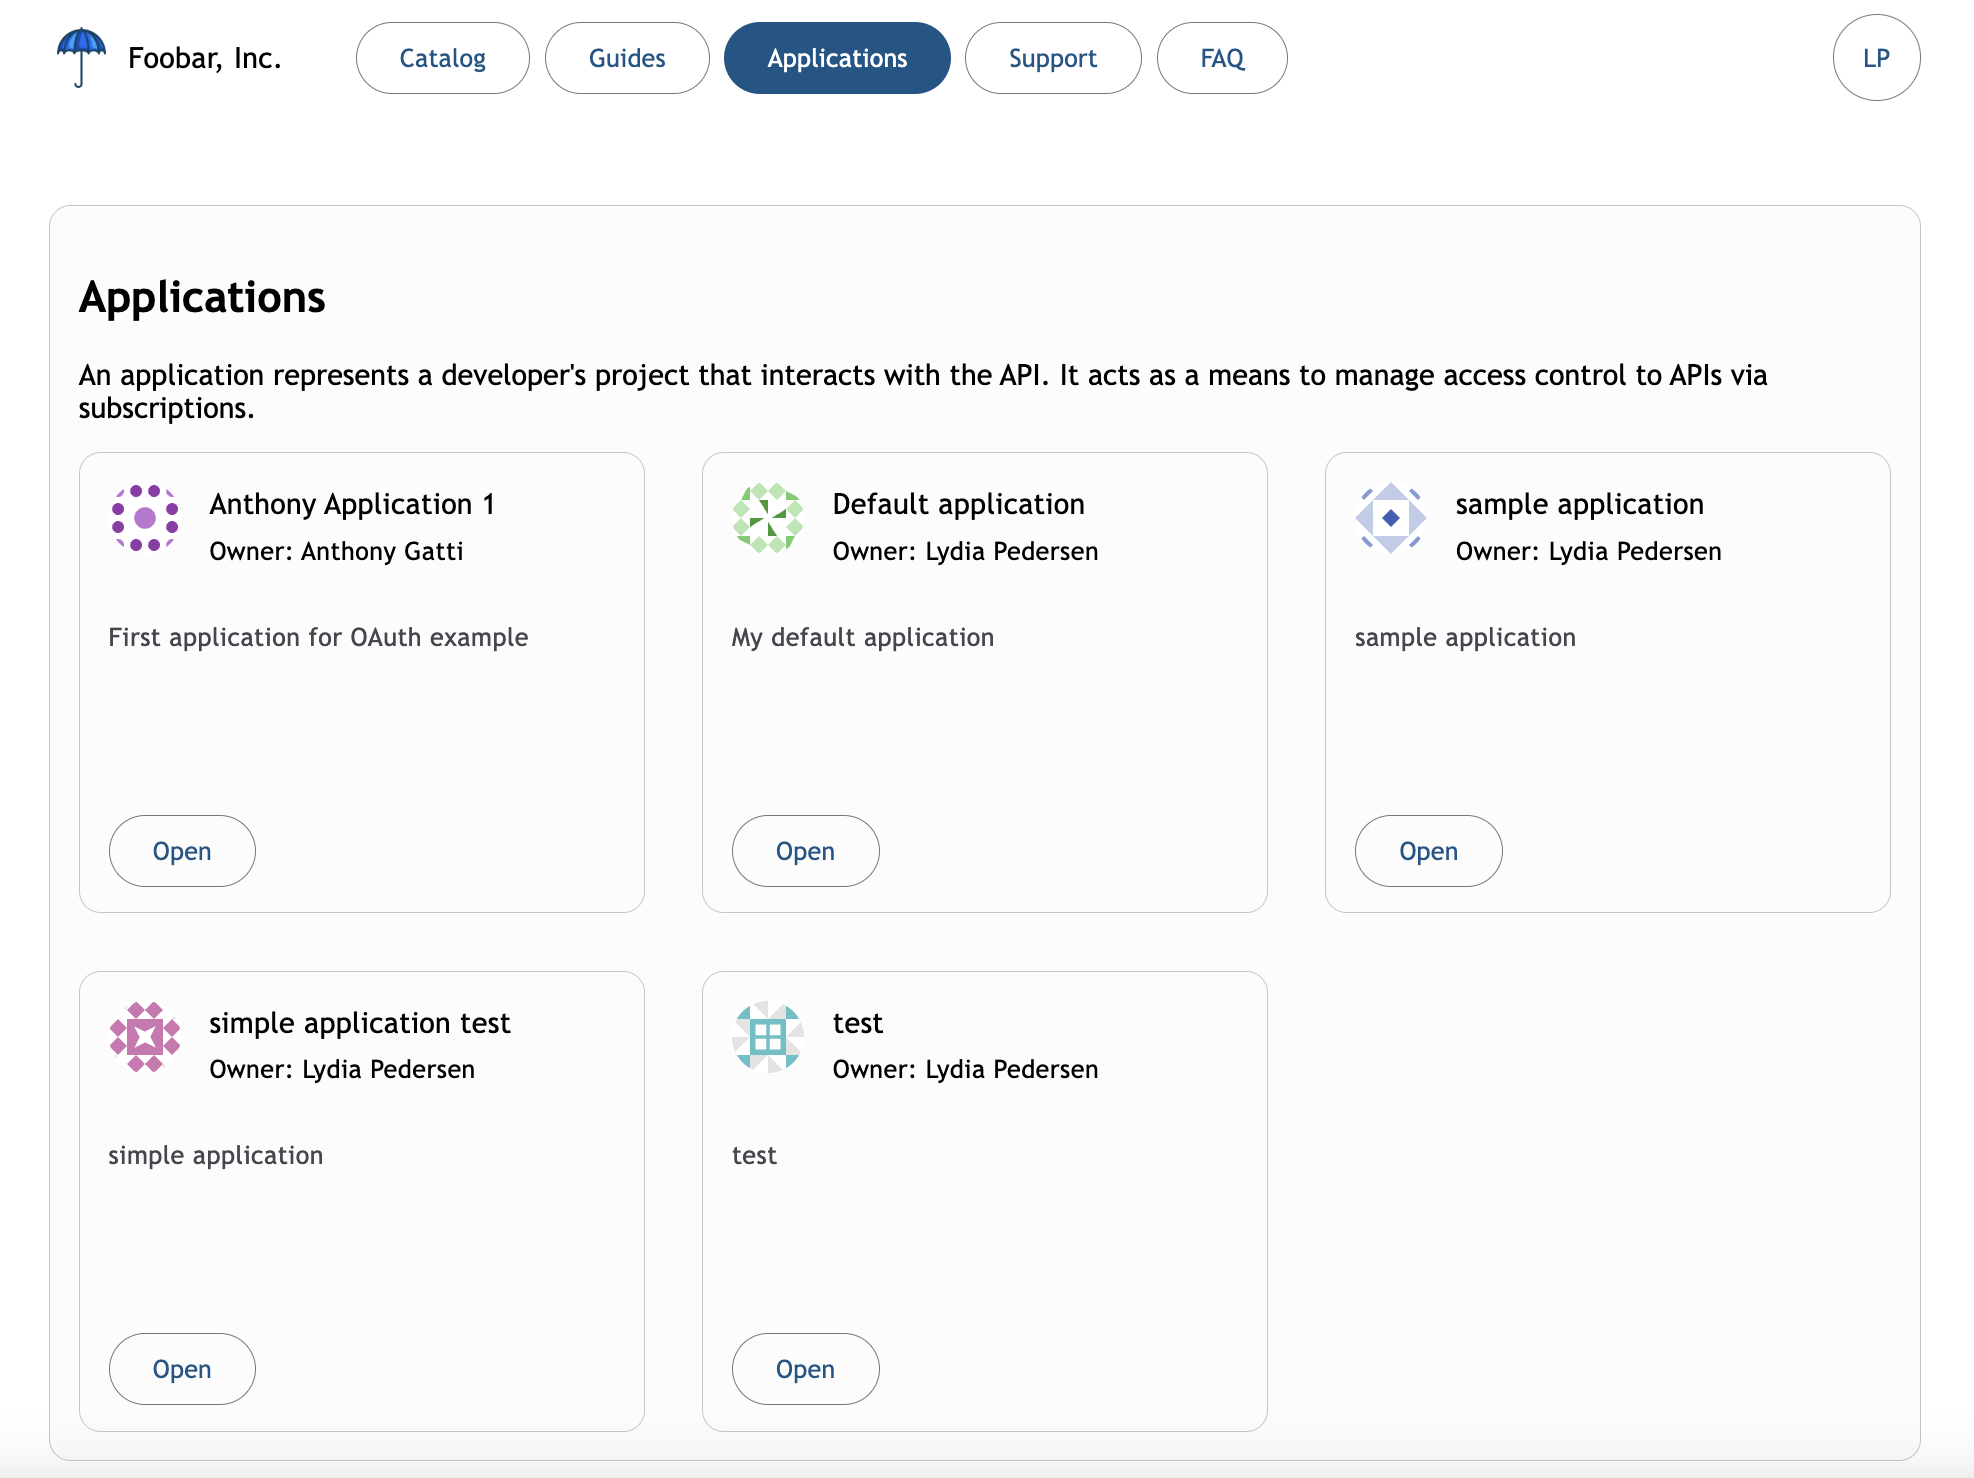 Foobar, Inc.
Catalog
Guides
Applications
Support
FAQ
LP
Applications
An application represents a developer's project that interacts with the API. It acts as a means to manage access control to APIs via
subscriptions.
Anthony Application 1
Owner: Anthony Gatti
First application for OAuth example
Open
Default application
Owner: Lydia Pedersen
My default application
Open
sample application
Owner: Lydia Pedersen
sample application
Open
simple application test
Owner: Lydia Pedersen
simple application
Open
test
Owner: Lydia Pedersen
test
Open